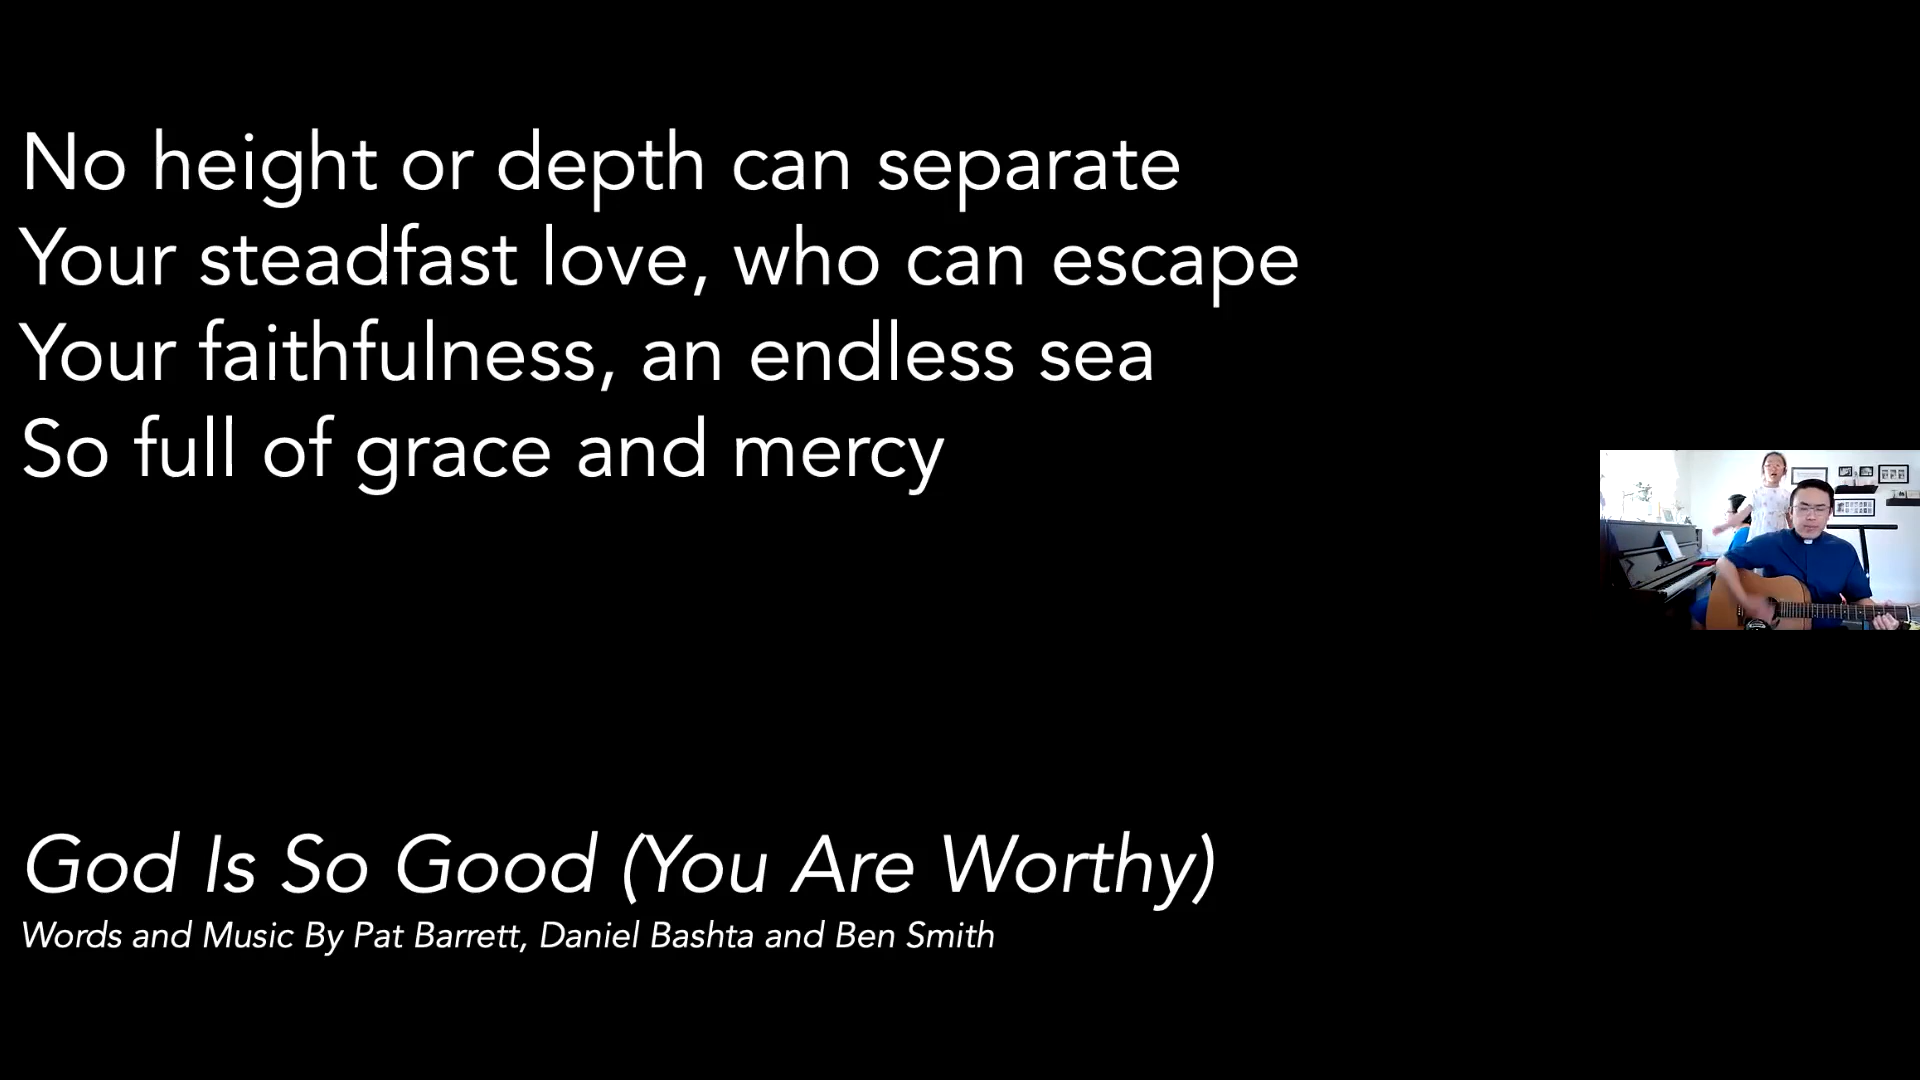 No height or depth can separate
Your steadfast love, who can escape
Your faithfulness, an endless sea
So full of grace and mercy
God Is So Good (You Are Worthy)
Words and Music By Pat Barrett, Daniel Bashta and Ben Smith